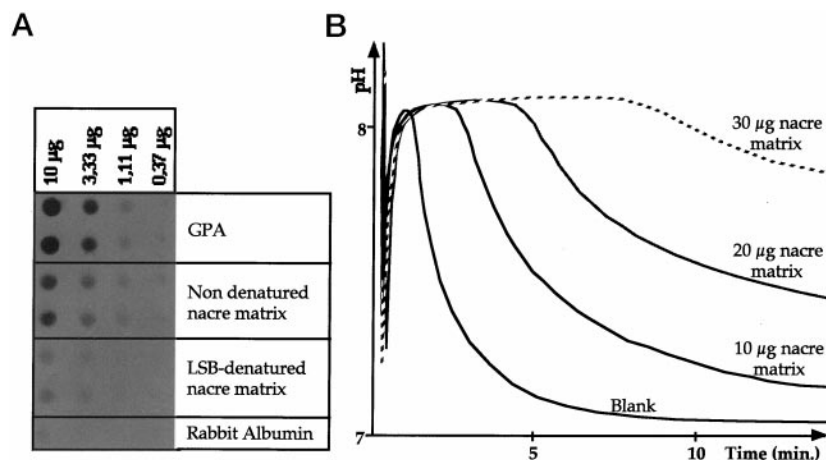 A
10 µg
3,33 µg
1,11 µg
0,37 µg
GPA
Non denatured
nacre matrix
LSB-denatured
nacre matrix
Rabbit Albumin
B
pH
8
7
30 µg nacre
matrix
20 µg nacre
matrix
10 µg nacre
matrix
Blank
5
10
Time (min.)